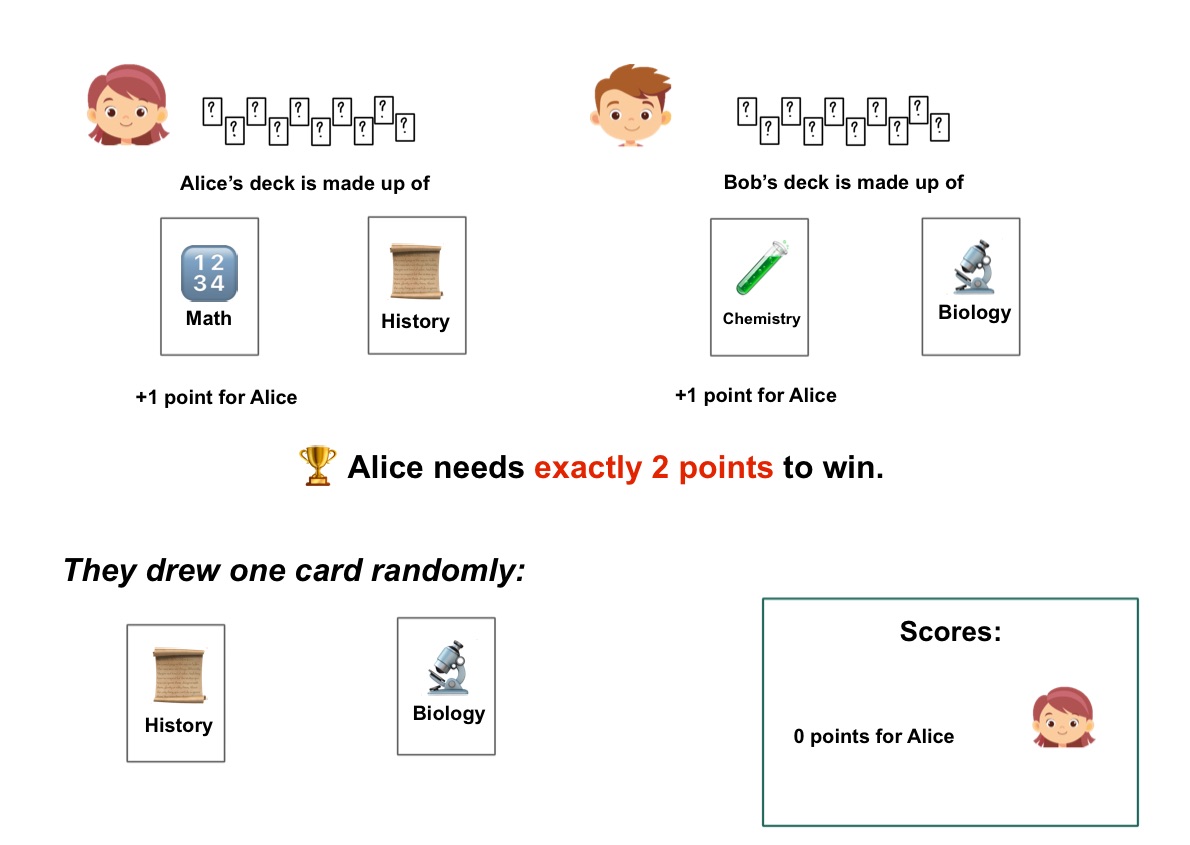 ? ? ? ? ? ? ? ? ? ?
? ? ? ? ? ? ? ? ? ?
Alice’s deck is made up of
Bob’s deck is made up of
1 2
3 4
Math
History
Chemistry
Biology
+1 point for Alice
+1 point for Alice
Alice needs exactly 2 points to win.
They drew one card randomly:
History
Biology
Scores:
0 points for Alice